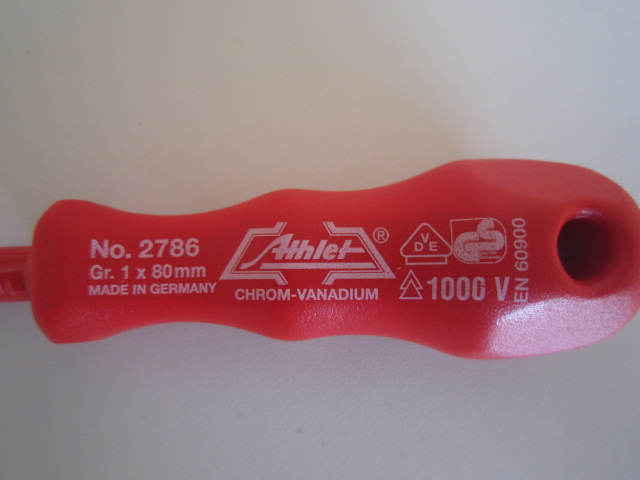 No. 2786
Gr. 1 x 80mm
MADE IN GERMANY
Athlet ®
CHROM-VANADIUM
VDE
1000 V
EN 60900